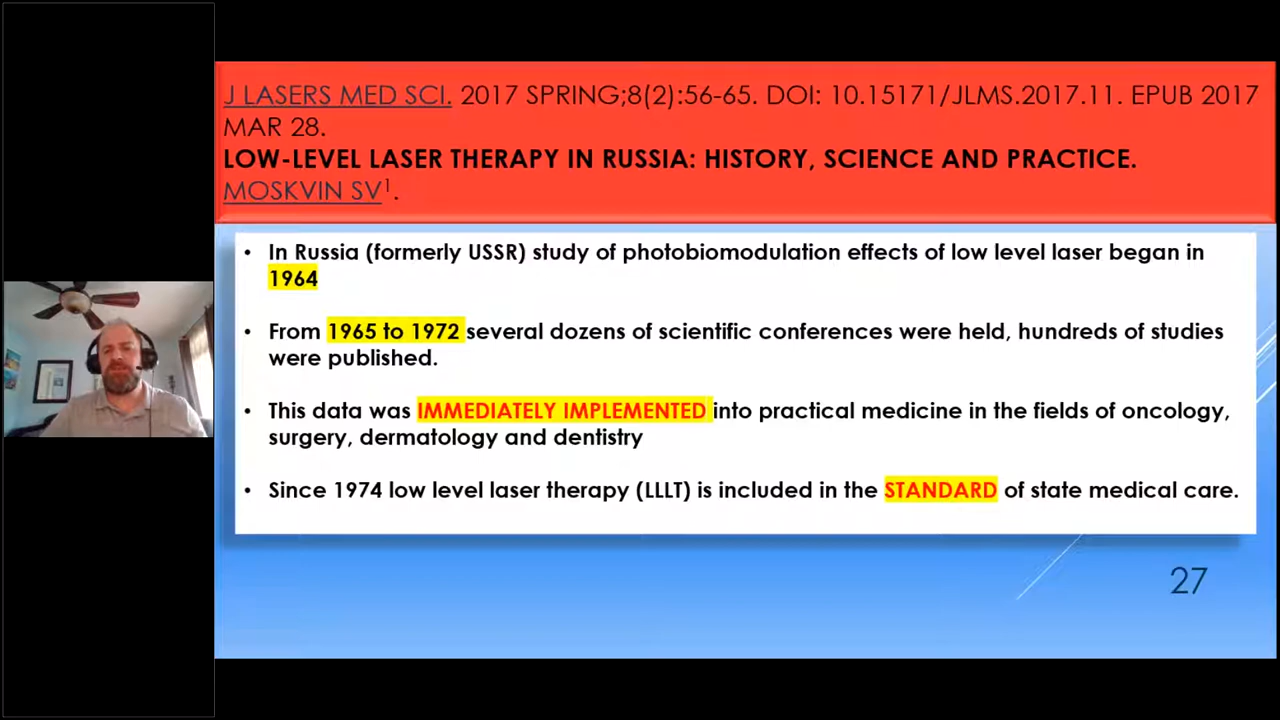 J LASERS MED SCI. 2017 SPRING;8(2):56-65. DOI: 10.15171/JLMS.2017.11. EPUB 2017
MAR 28.
LOW-LEVEL LASER THERAPY IN RUSSIA: HISTORY, SCIENCE AND PRACTICE.
MOSKVIN SV1.
• In Russia (formerly USSR) study of photobiomodulation effects of low level laser began in
1964
• From 1965 to 1972 several dozens of scientific conferences were held, hundreds of studies
were published.
• This data was IMMEDIATELY IMPLEMENTED into practical medicine in the fields of oncology,
surgery, dermatology and dentistry
• Since 1974 low level laser therapy (LLLT) is included in the STANDARD of state medical care.
27